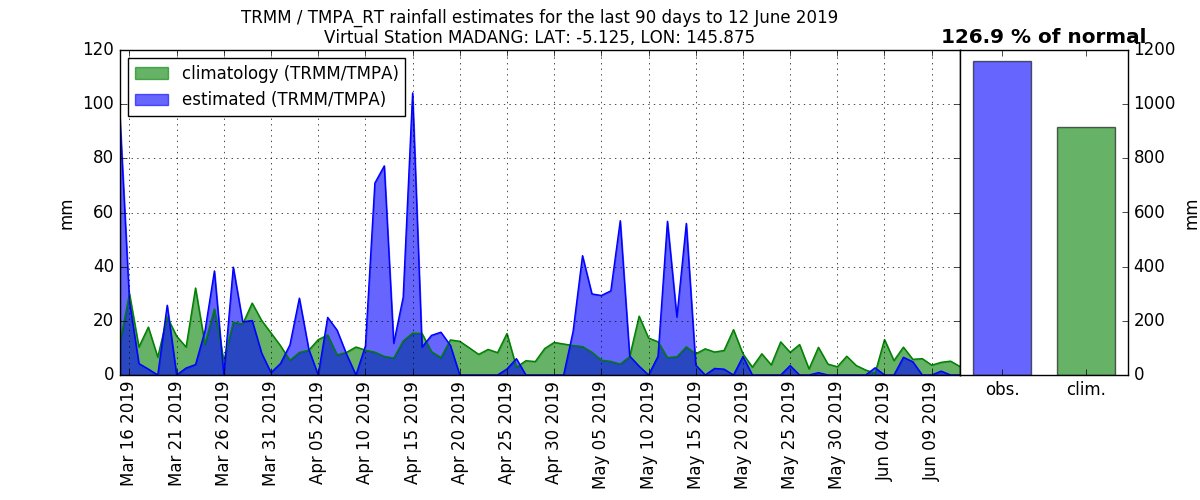 TRMM / TMPA_RT rainfall estimates for the last 90 days to 12 June 2019
Virtual Station MADANG: LAT: -5.125, LON: 145.875
126.9 % of normal
climatology (TRMM/TMPA)
estimated (TRMM/TMPA)
mm
120
100
80
60
40
20
0
Mar 16 2019
Mar 21 2019
Mar 26 2019
Mar 31 2019
Apr 05 2019
Apr 10 2019
Apr 15 2019
Apr 20 2019
Apr 25 2019
Apr 30 2019
May 05 2019
May 10 2019
May 15 2019
May 20 2019
May 25 2019
May 30 2019
Jun 04 2019
Jun 09 2019
obs.
clim.
1200
1000
800
600
400
200
0
mm